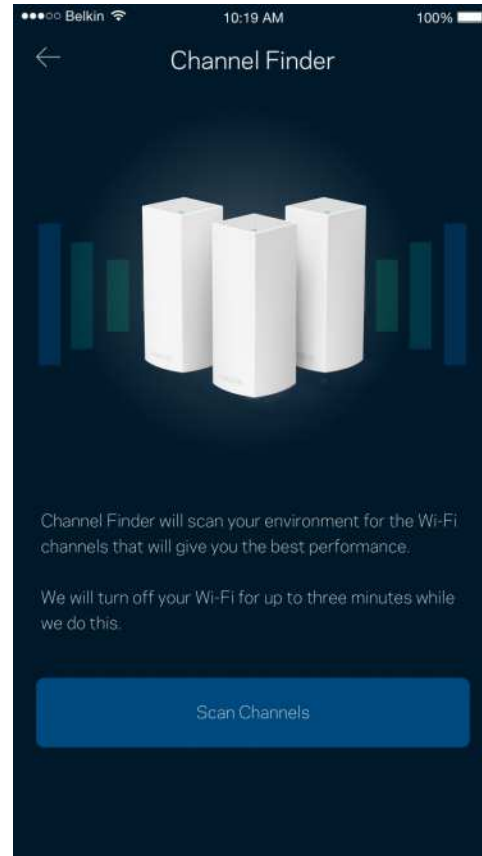 Belkin 10:19 AM 100%
Channel Finder
Channel Finder will scan your environment for the Wi-Fi
channels that will give you the best performance.
We will turn off your Wi-Fi for up to three minutes while
we do this.
Scan Channels